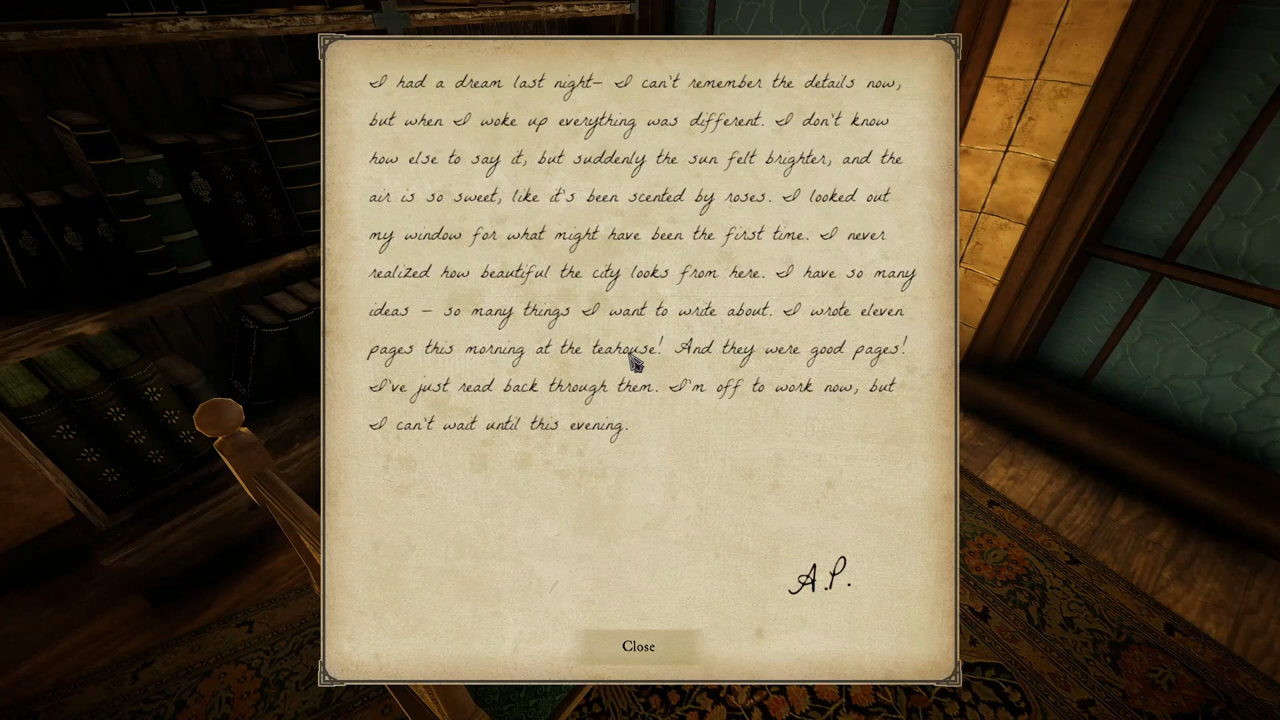 I had a dream last night– I can't remember the details now,
but when I woke up everything was different. I don't know
how else to say it, but suddenly the sun felt brighter, and the
air is so sweet, like it's been scented by roses. I looked out
my window for what might have been the first time. I never
realized how beautiful the city looks from here. I have so many
ideas – so many things I want to write about. I wrote eleven
pages this morning at the teahouse! And they were good pages!
I've just read back through them. I'm off to work now, but
I can't wait until this evening.
A.P.
Close